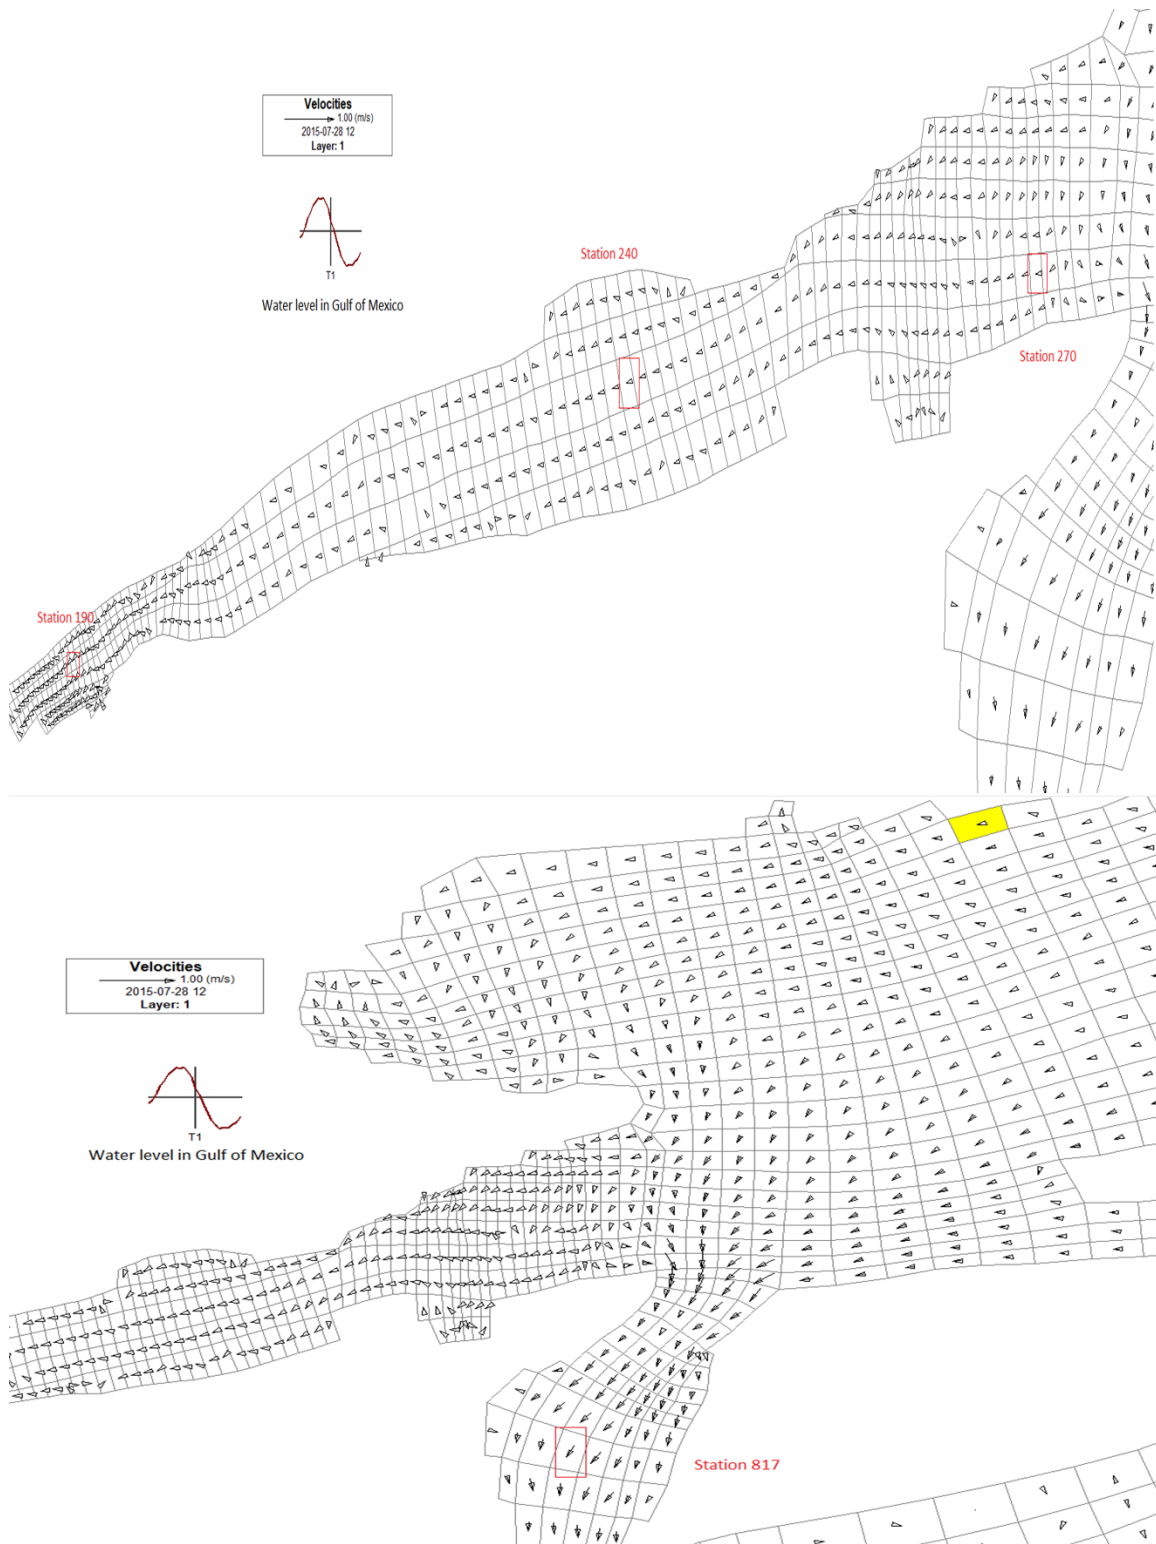 Velocities
1.00 (m/s)
2015-07-28 12
Layer: 1
T1
Water level in Gulf of Mexico
Station 240
Station 270
Station 190
Velocities
1.00 (m/s)
2015-07-28 12
Layer: 1
T1
Water level in Gulf of Mexico
Station 817